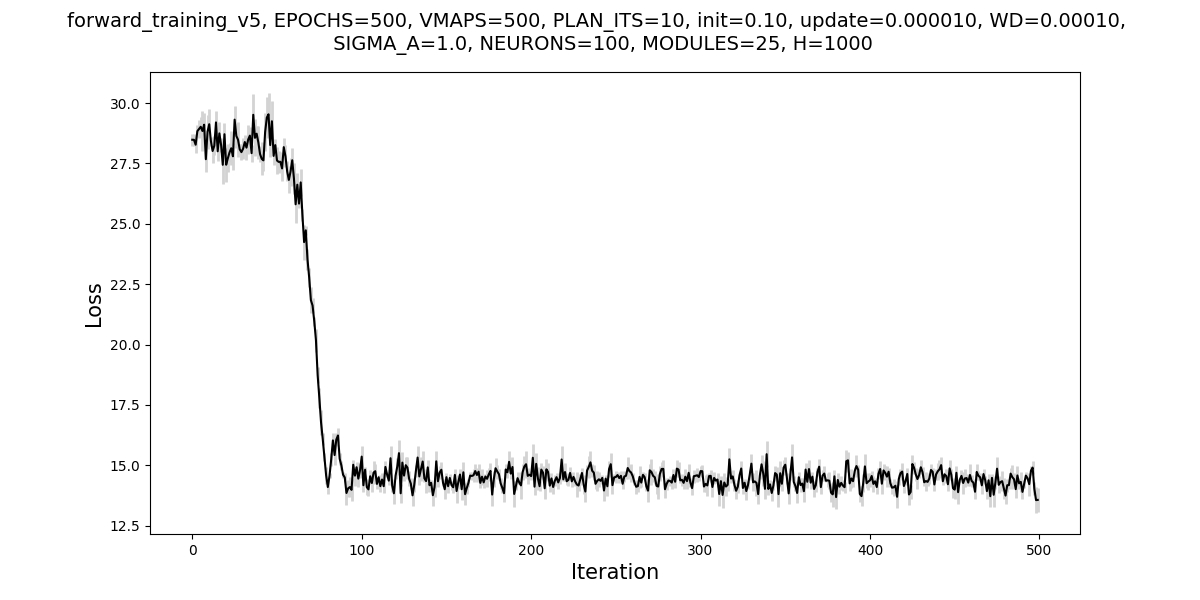 forward_training_v5, EPOCHS=500, VMAPS=500, PLAN_ITS=10, init=0.10, update=0.000010, WD=0.00010,
SIGMA_A=1.0, NEURONS=100, MODULES=25, H=1000
30.0
27.5
25.0
22.5
20.0
17.5
15.0
12.5
Loss
0 100 200 300 400 500
Iteration